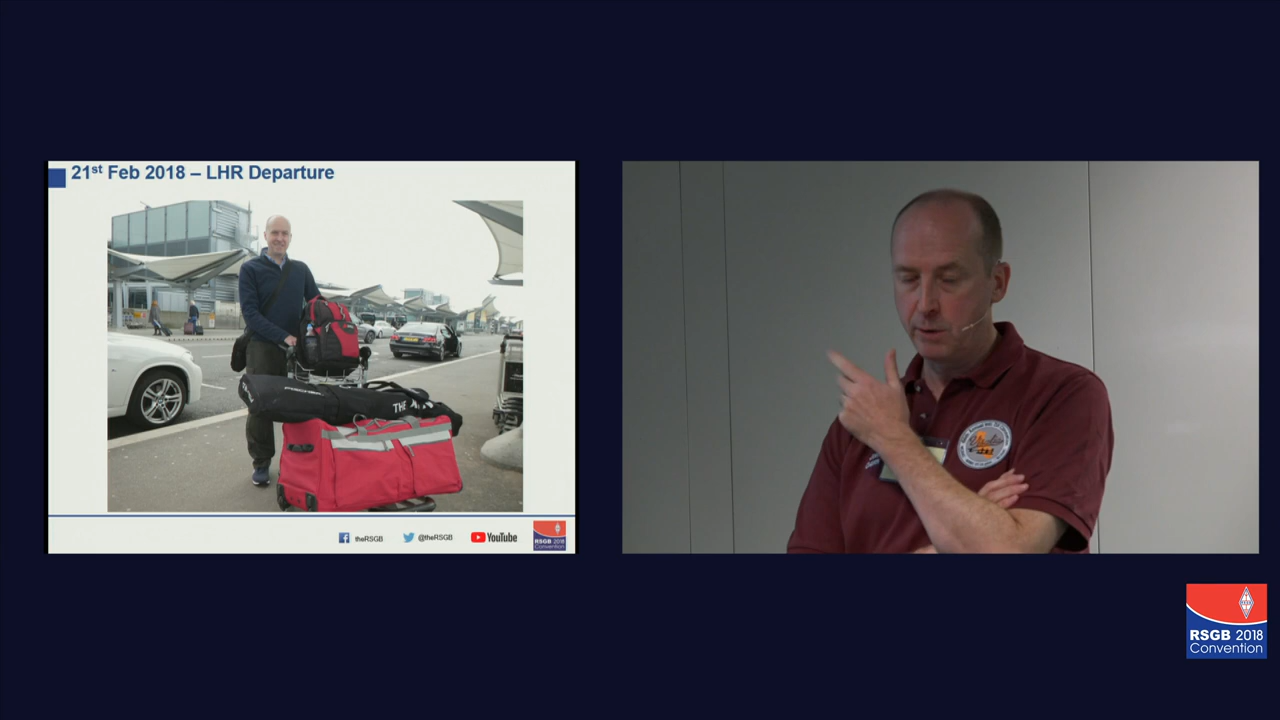 21st Feb 2018 – LHR Departure
THE
theRSGB
@theRSGB
YouTube
RSGB 2018
Convention
RSGB 2018
Convention